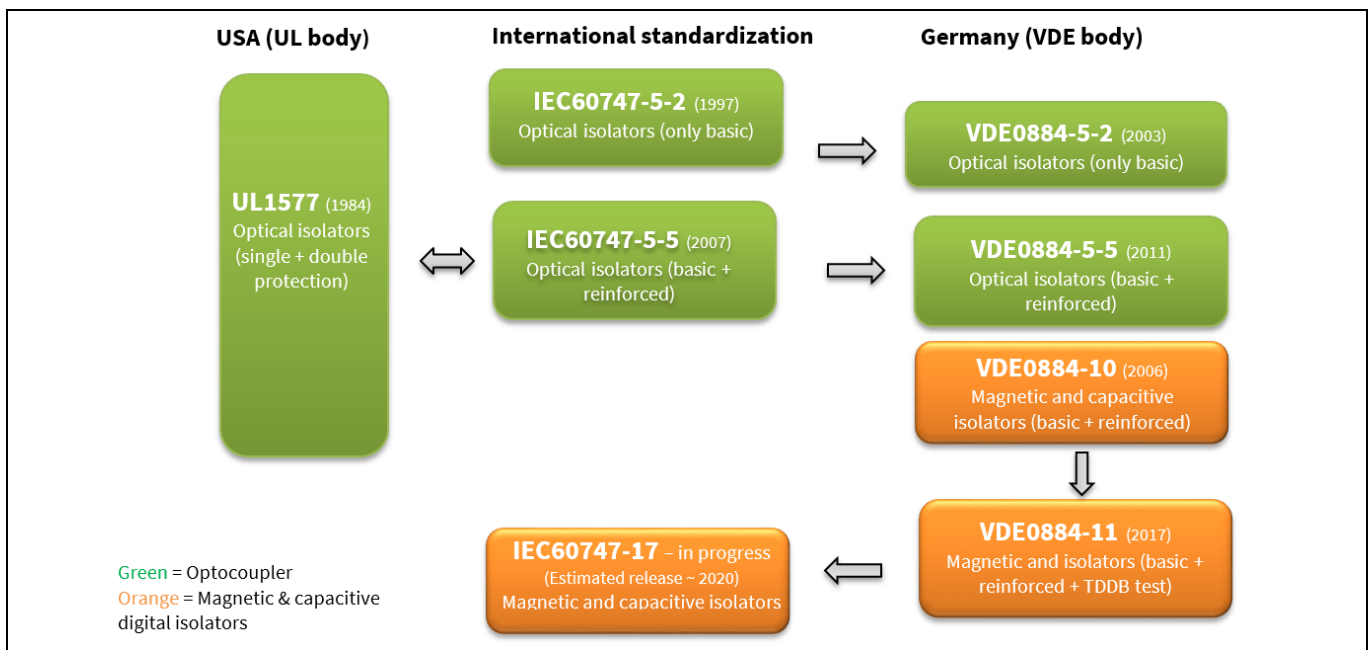 USA (UL body)
International standardization
Germany (VDE body)
UL1577 (1984)
Optical isolators
(single + double
protection)
IEC60747-5-2 (1997)
Optical isolators (only basic)
VDE0884-5-2 (2003)
Optical isolators (only basic)
IEC60747-5-5 (2007)
Optical isolators (basic +
reinforced)
VDE0884-5-5 (2011)
Optical isolators (basic +
reinforced)
VDE0884-10 (2006)
Magnetic and capacitive
isolators (basic + reinforced)
VDE0884-11 (2017)
Magnetic and isolators (basic +
reinforced + TDDB test)
IEC60747-17 – in progress
(Estimated release ~ 2020)
Magnetic and capacitive isolators
Green = Optocoupler
Orange = Magnetic & capacitive
digital isolators